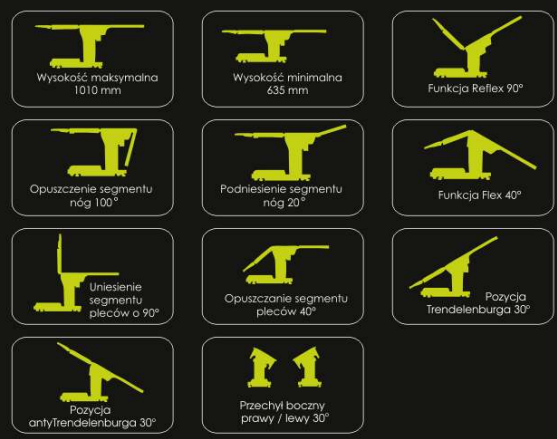 Wysokość maksymalna
1010 mm
Wysokość minimalna
635 mm
Funkcja Reflex 90°
Opuszczenie segmentu
nóg 100°
Podniesienie segmentu
nóg 20°
Funkcja Flex 40°
Uniesienie
segmentu
pleców o 90°
Opuszczanie segmentu
pleców 40°
Pozycja
Trendelenburga 30°
Pozycja
antyTrendelenburga 30°
Przechył boczny
prawy / lewy 30°